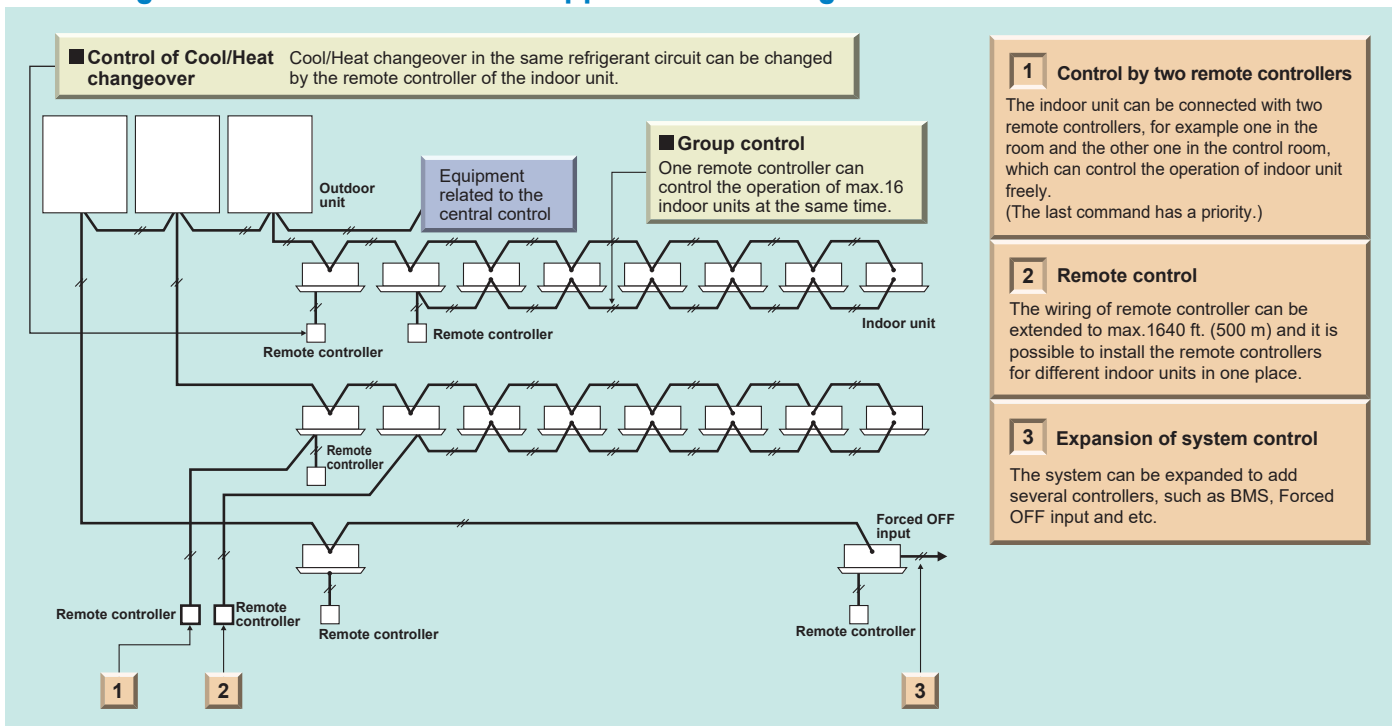 ■ Control of Cool/Heat changeover
Cool/Heat changeover in the same refrigerant circuit can be changed
by the remote controller of the indoor unit.
Outdoor
unit
Equipment
related to the
central control
■ Group control
One remote controller can
control the operation of max.16
indoor units at the same time.
Remote controller
Remote controller
Indoor unit
Remote
controller
Forced OFF
input
Remote controller
Remote
controller
Remote controller
Remote controller
1
2
3
1 Control by two remote controllers
The indoor unit can be connected with two
remote controllers, for example one in the
room and the other one in the control room,
which can control the operation of indoor unit
freely.
(The last command has a priority.)
2 Remote control
The wiring of remote controller can be
extended to max.1640 ft. (500 m) and it is
possible to install the remote controllers
for different indoor units in one place.
3 Expansion of system control
The system can be expanded to add
several controllers, such as BMS, Forced
OFF input and etc.